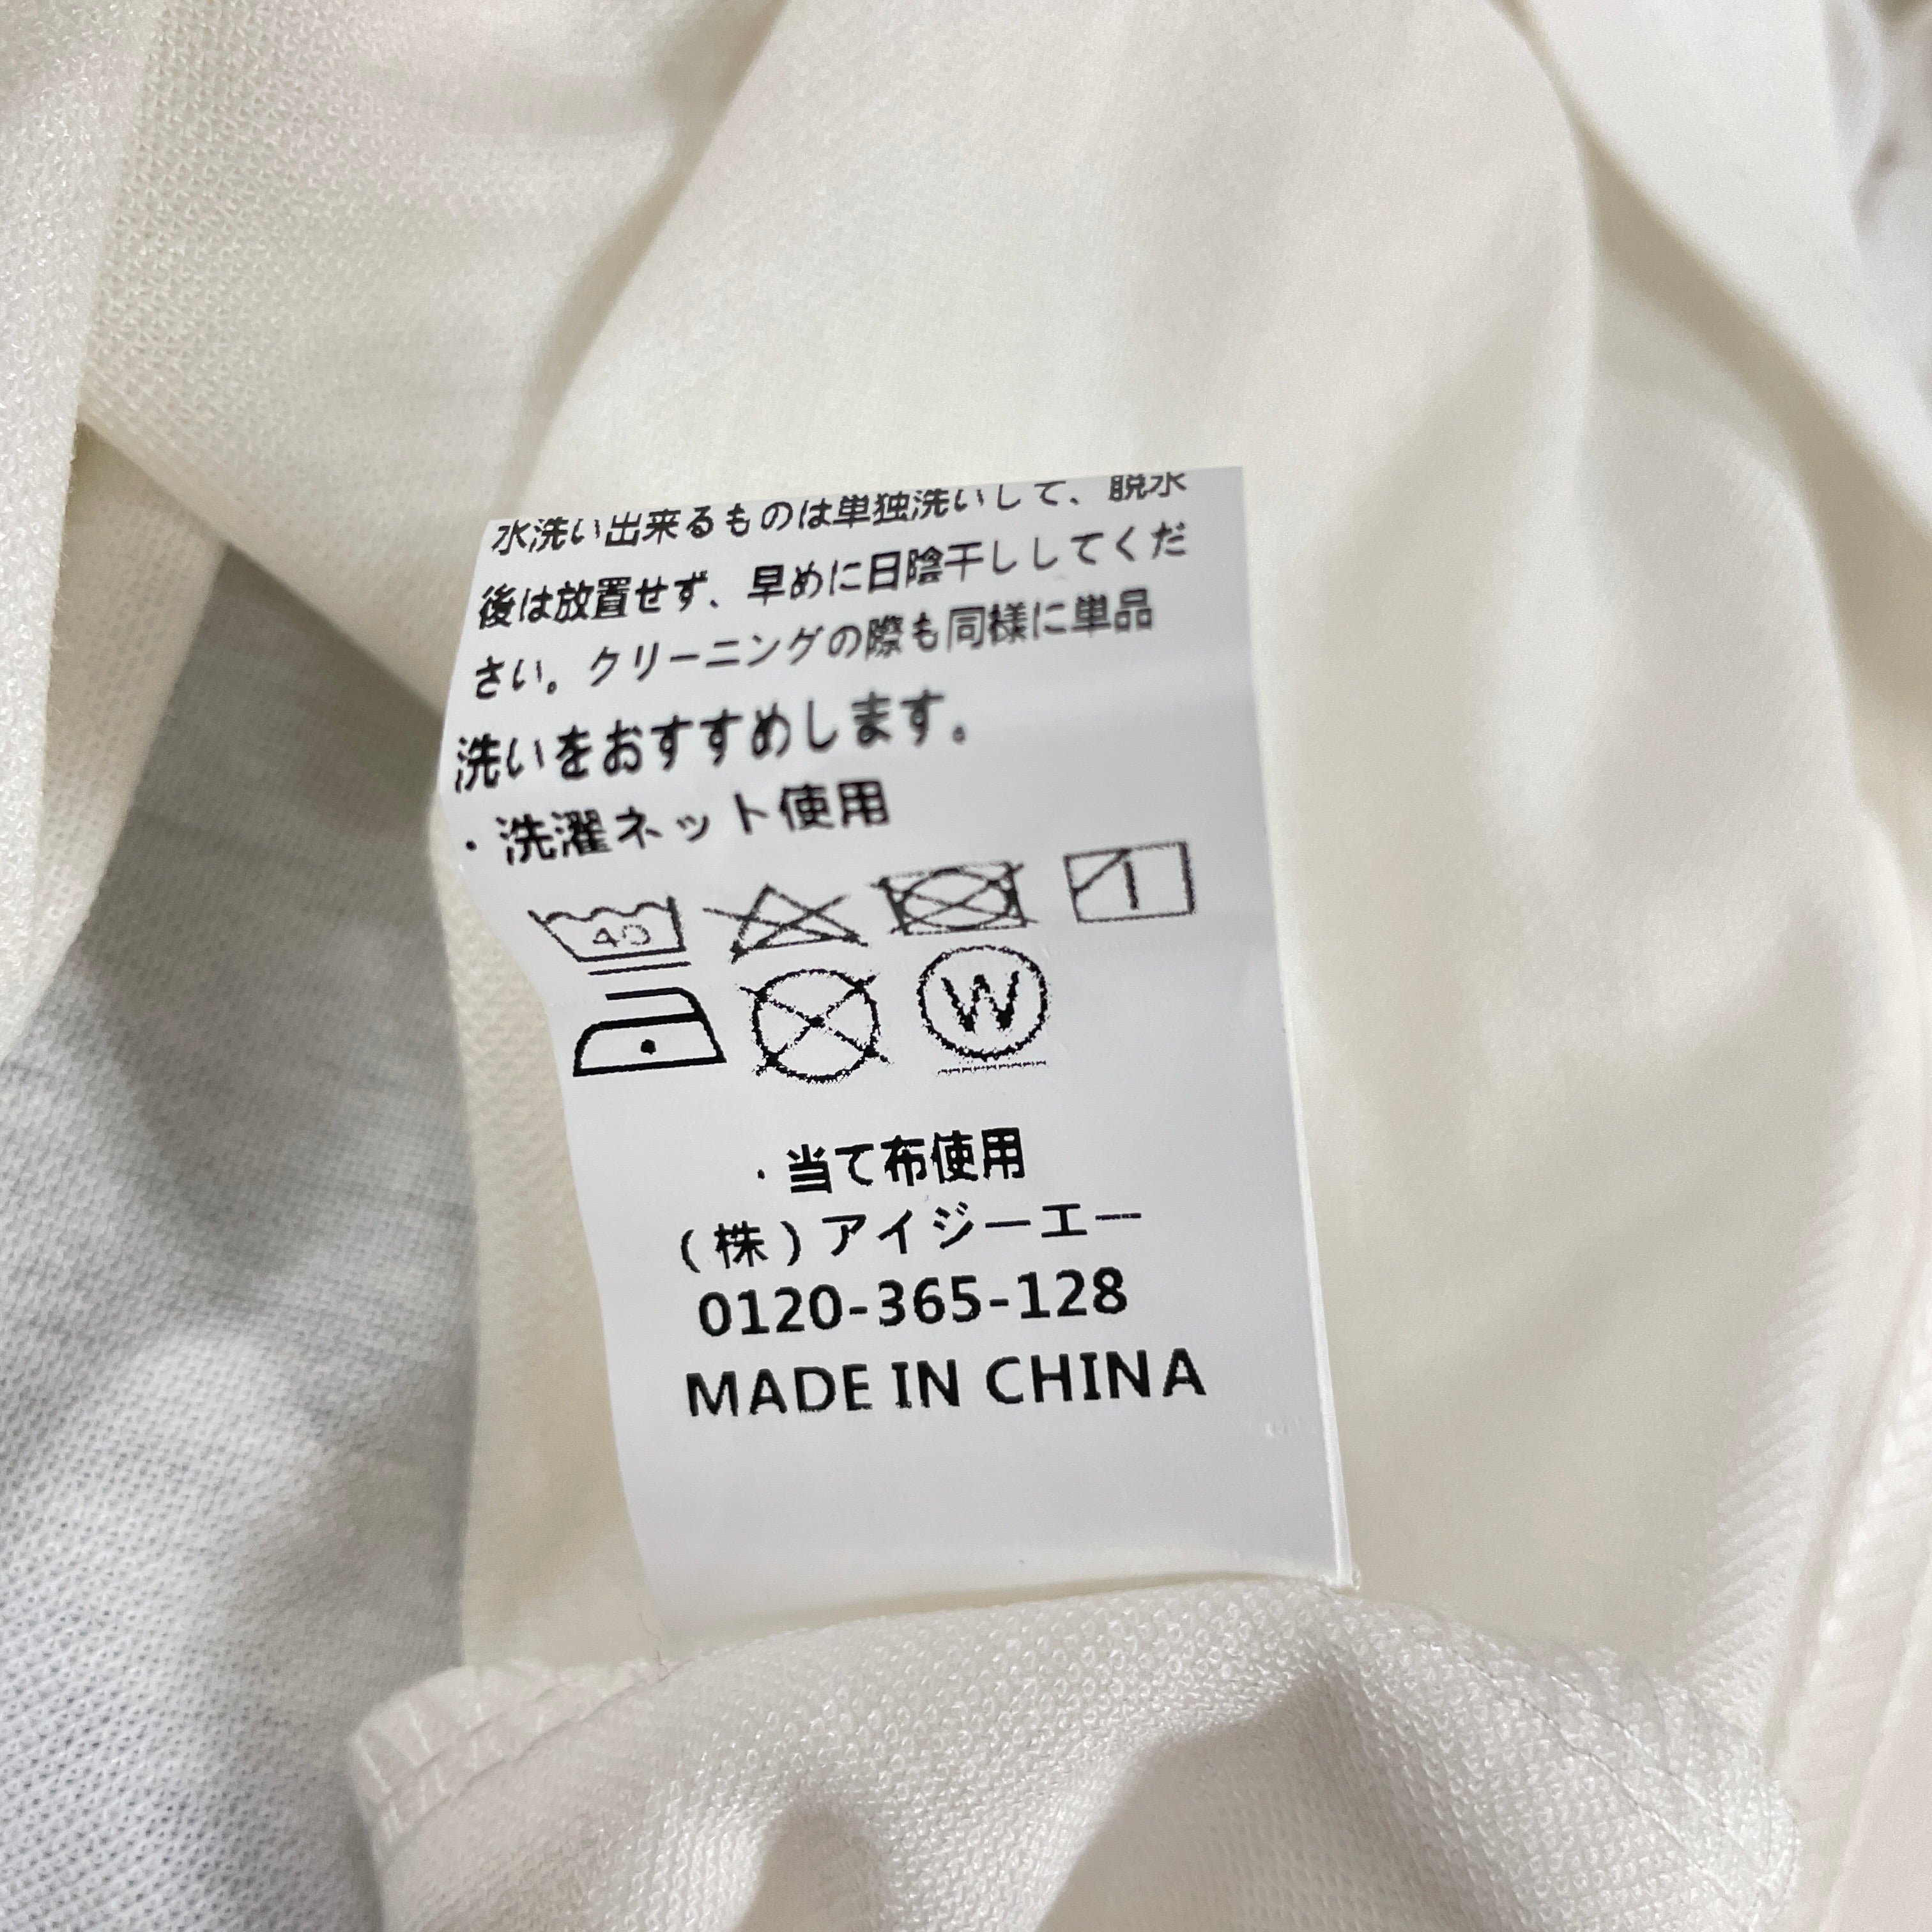 水洗い出来るものは単独洗いして、脱水
後は放置せず、早めに日陰干ししてくだ
さい。クリーニングの際も同様に単品
洗いをおすすめします。
・洗濯ネット使用
40
W
・当て布使用
(株)アイジーエー
0120-365-128
MADE IN CHINA